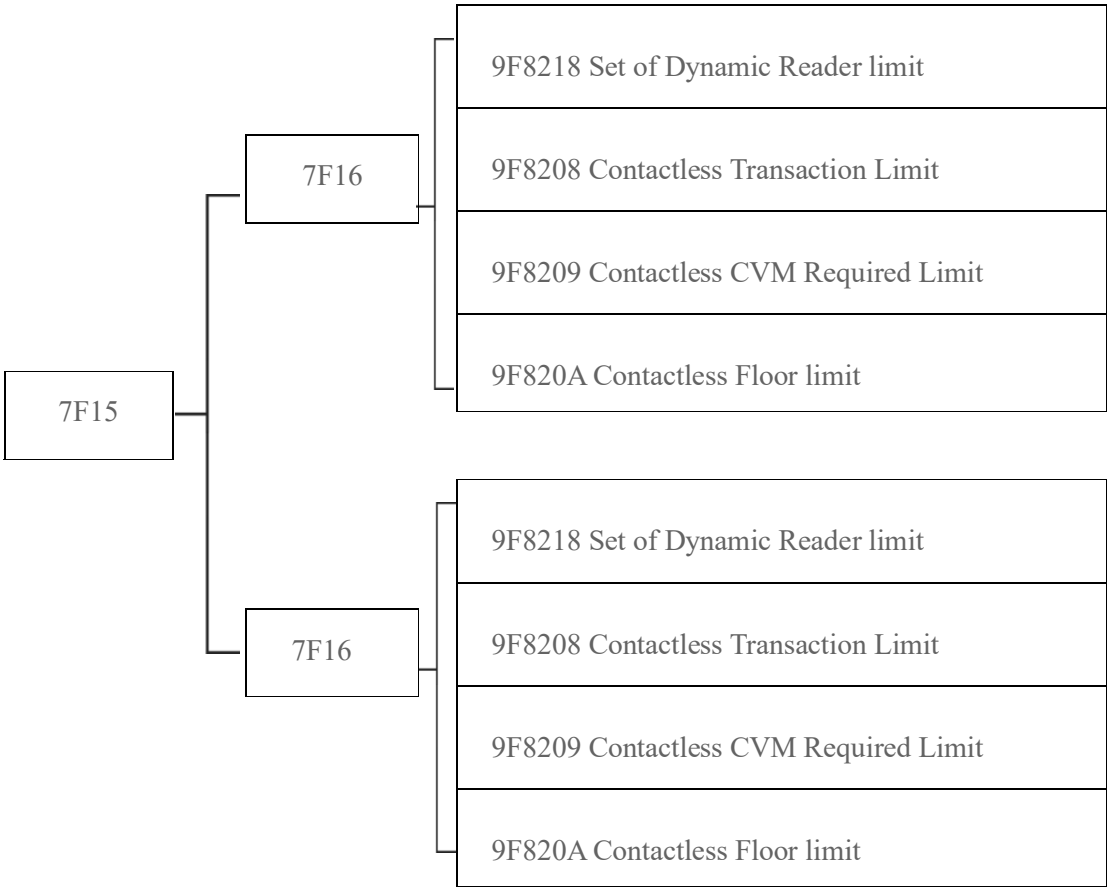 9F8218 Set of Dynamic Reader limit
7F16
9F8208 Contactless Transaction Limit
9F8209 Contactless CVM Required Limit
9F820A Contactless Floor limit
7F15
9F8218 Set of Dynamic Reader limit
7F16
9F8208 Contactless Transaction Limit
9F8209 Contactless CVM Required Limit
9F820A Contactless Floor limit